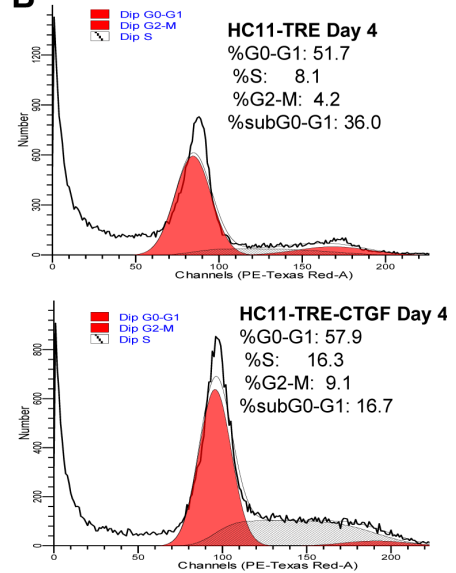 B
Dip G0-G1
Dip G2-M
Dip S
HC11-TRE Day 4
%G0-G1: 51.7
%S: 8.1
%G2-M: 4.2
%subG0-G1: 36.0
Number
1200
900
600
300
0
0 50 100 150 200
Channels (PE-Texas Red-A)
Dip G0-G1
Dip G2-M
Dip S
HC11-TRE-CTGF Day 4
%G0-G1: 57.9
%S: 16.3
%G2-M: 9.1
%subG0-G1: 16.7
Number
800
600
400
200
0
0 50 100 150 200
Channels (PE-Texas Red-A)